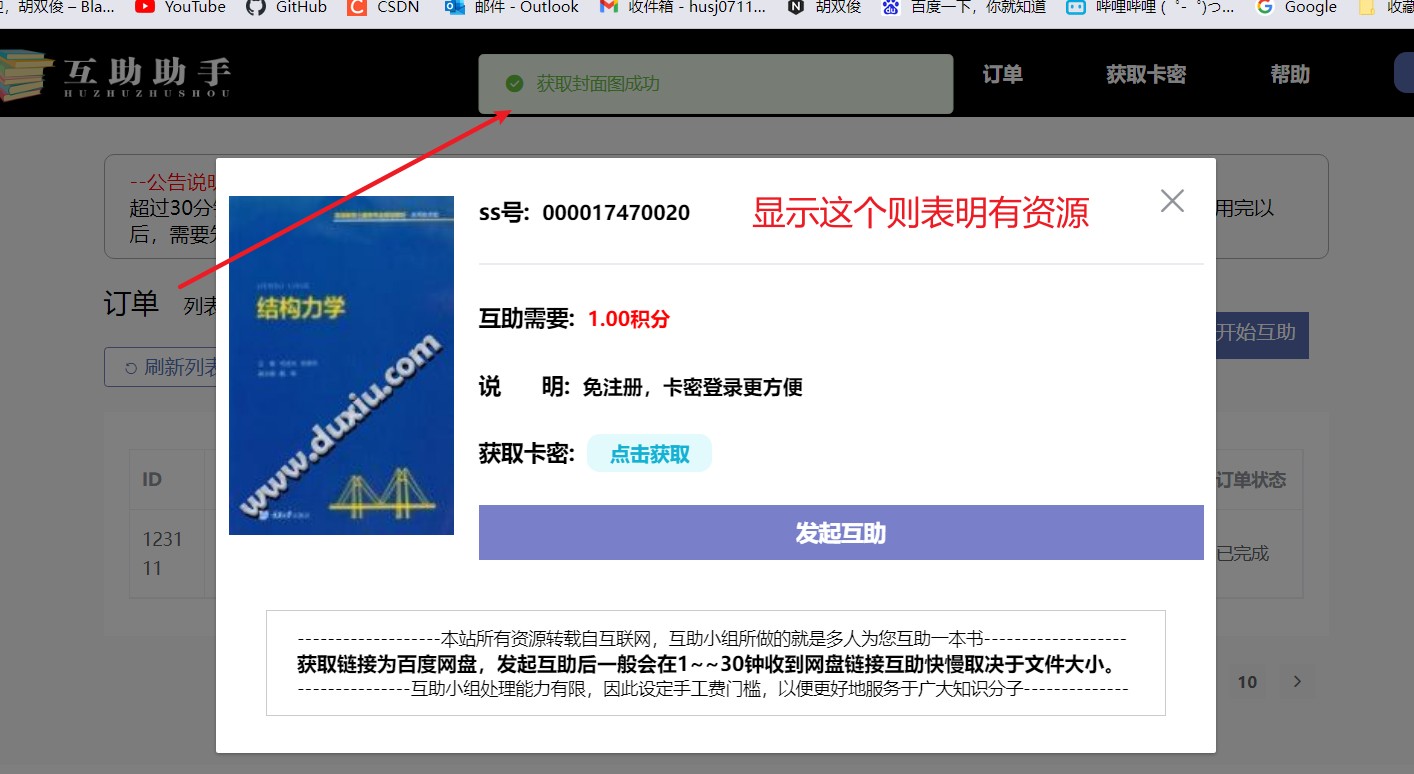 胡双俊 – Bla...
YouTube
GitHub
CSDN
邮件 - Outlook
收件箱 - husj0711...
胡双俊
百度一下，你就知道
哔哩哔哩 (゜-゜)つ...
Google
收藏
互助助手
HUZHUZHUSHOU
获取封面图成功
订单
获取卡密
帮助
--公告说明
超过30分
用完以
后，需要
ss号: 000017470020
显示这个则表明有资源
订单
列表
开始互助
刷新列表
结构力学
www.duxiu.com
互助需要: 1.00积分
说 明: 免注册，卡密登录更方便
获取卡密: 点击获取
发起互助
ID
订单状态
1231
11
已完成
-------------------本站所有资源转载自互联网，互助小组所做的就是多人为您互助一本书-------------------
获取链接为百度网盘，发起互助后一般会在1~~30钟收到网盘链接互助快慢取决于文件大小。
---------------互助小组处理能力有限，因此设定手工费门槛，以便更好地服务于广大知识分子--------------
10